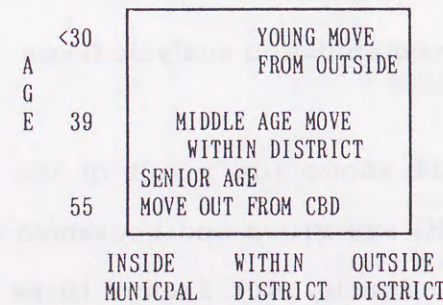 <30 YOUNG MOVE
A FROM OUTSIDE
G
E 39 MIDDLE AGE MOVE
WITHIN DISTRICT
SENIOR AGE
55 MOVE OUT FROM CBD
INSIDE WITHIN OUTSIDE
MUNICPAL DISTRICT DISTRICT